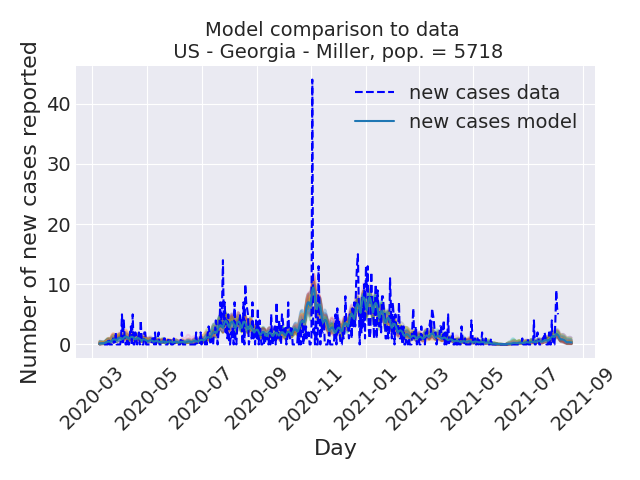 Model comparison to data
US - Georgia - Miller, pop. = 5718
new cases data
new cases model
Number of new cases reported
40
30
20
10
0
2020-03
2020-05
2020-07
2020-09
2020-11
2021-01
2021-03
2021-05
2021-07
2021-09
Day